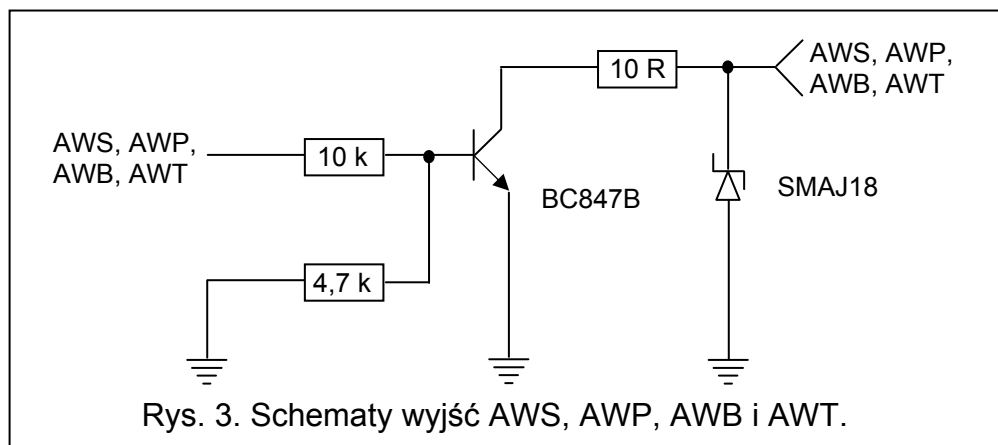 10 R
AWS, AWP,
AWB, AWT
AWS, AWP,
AWB, AWT
10 k
BC847B
SMAJ18
4,7 k
Rys. 3. Schematy wyjść AWS, AWP, AWB i AWT.